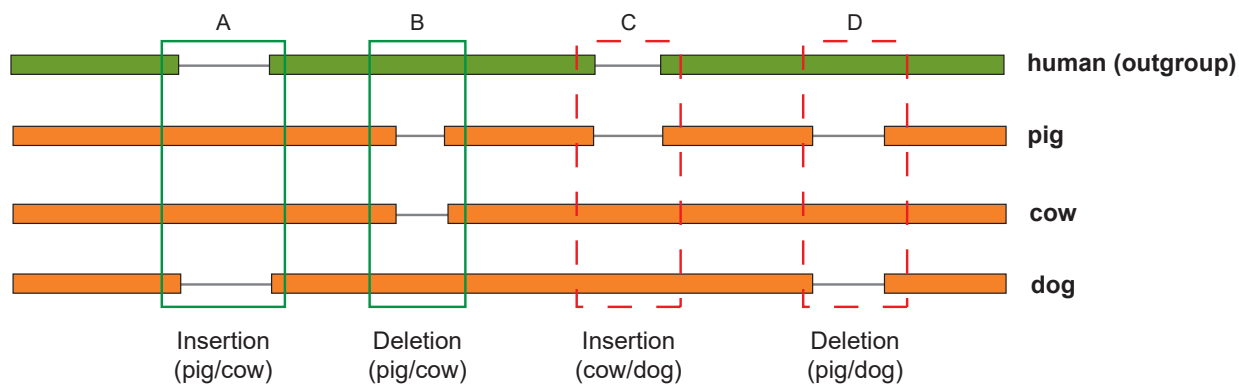 A
B
C
D
human (outgroup)
pig
cow
dog
Insertion
(pig/cow)
Deletion
(pig/cow)
Insertion
(cow/dog)
Deletion
(pig/dog)